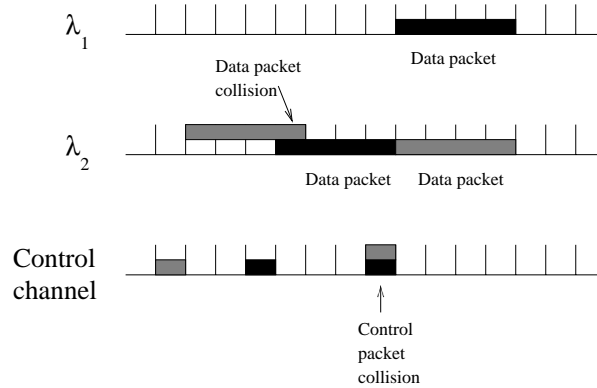 λ1
Data packet
Data packet
collision
λ2
Data packet
Data packet
Control
channel
Control
packet
collision